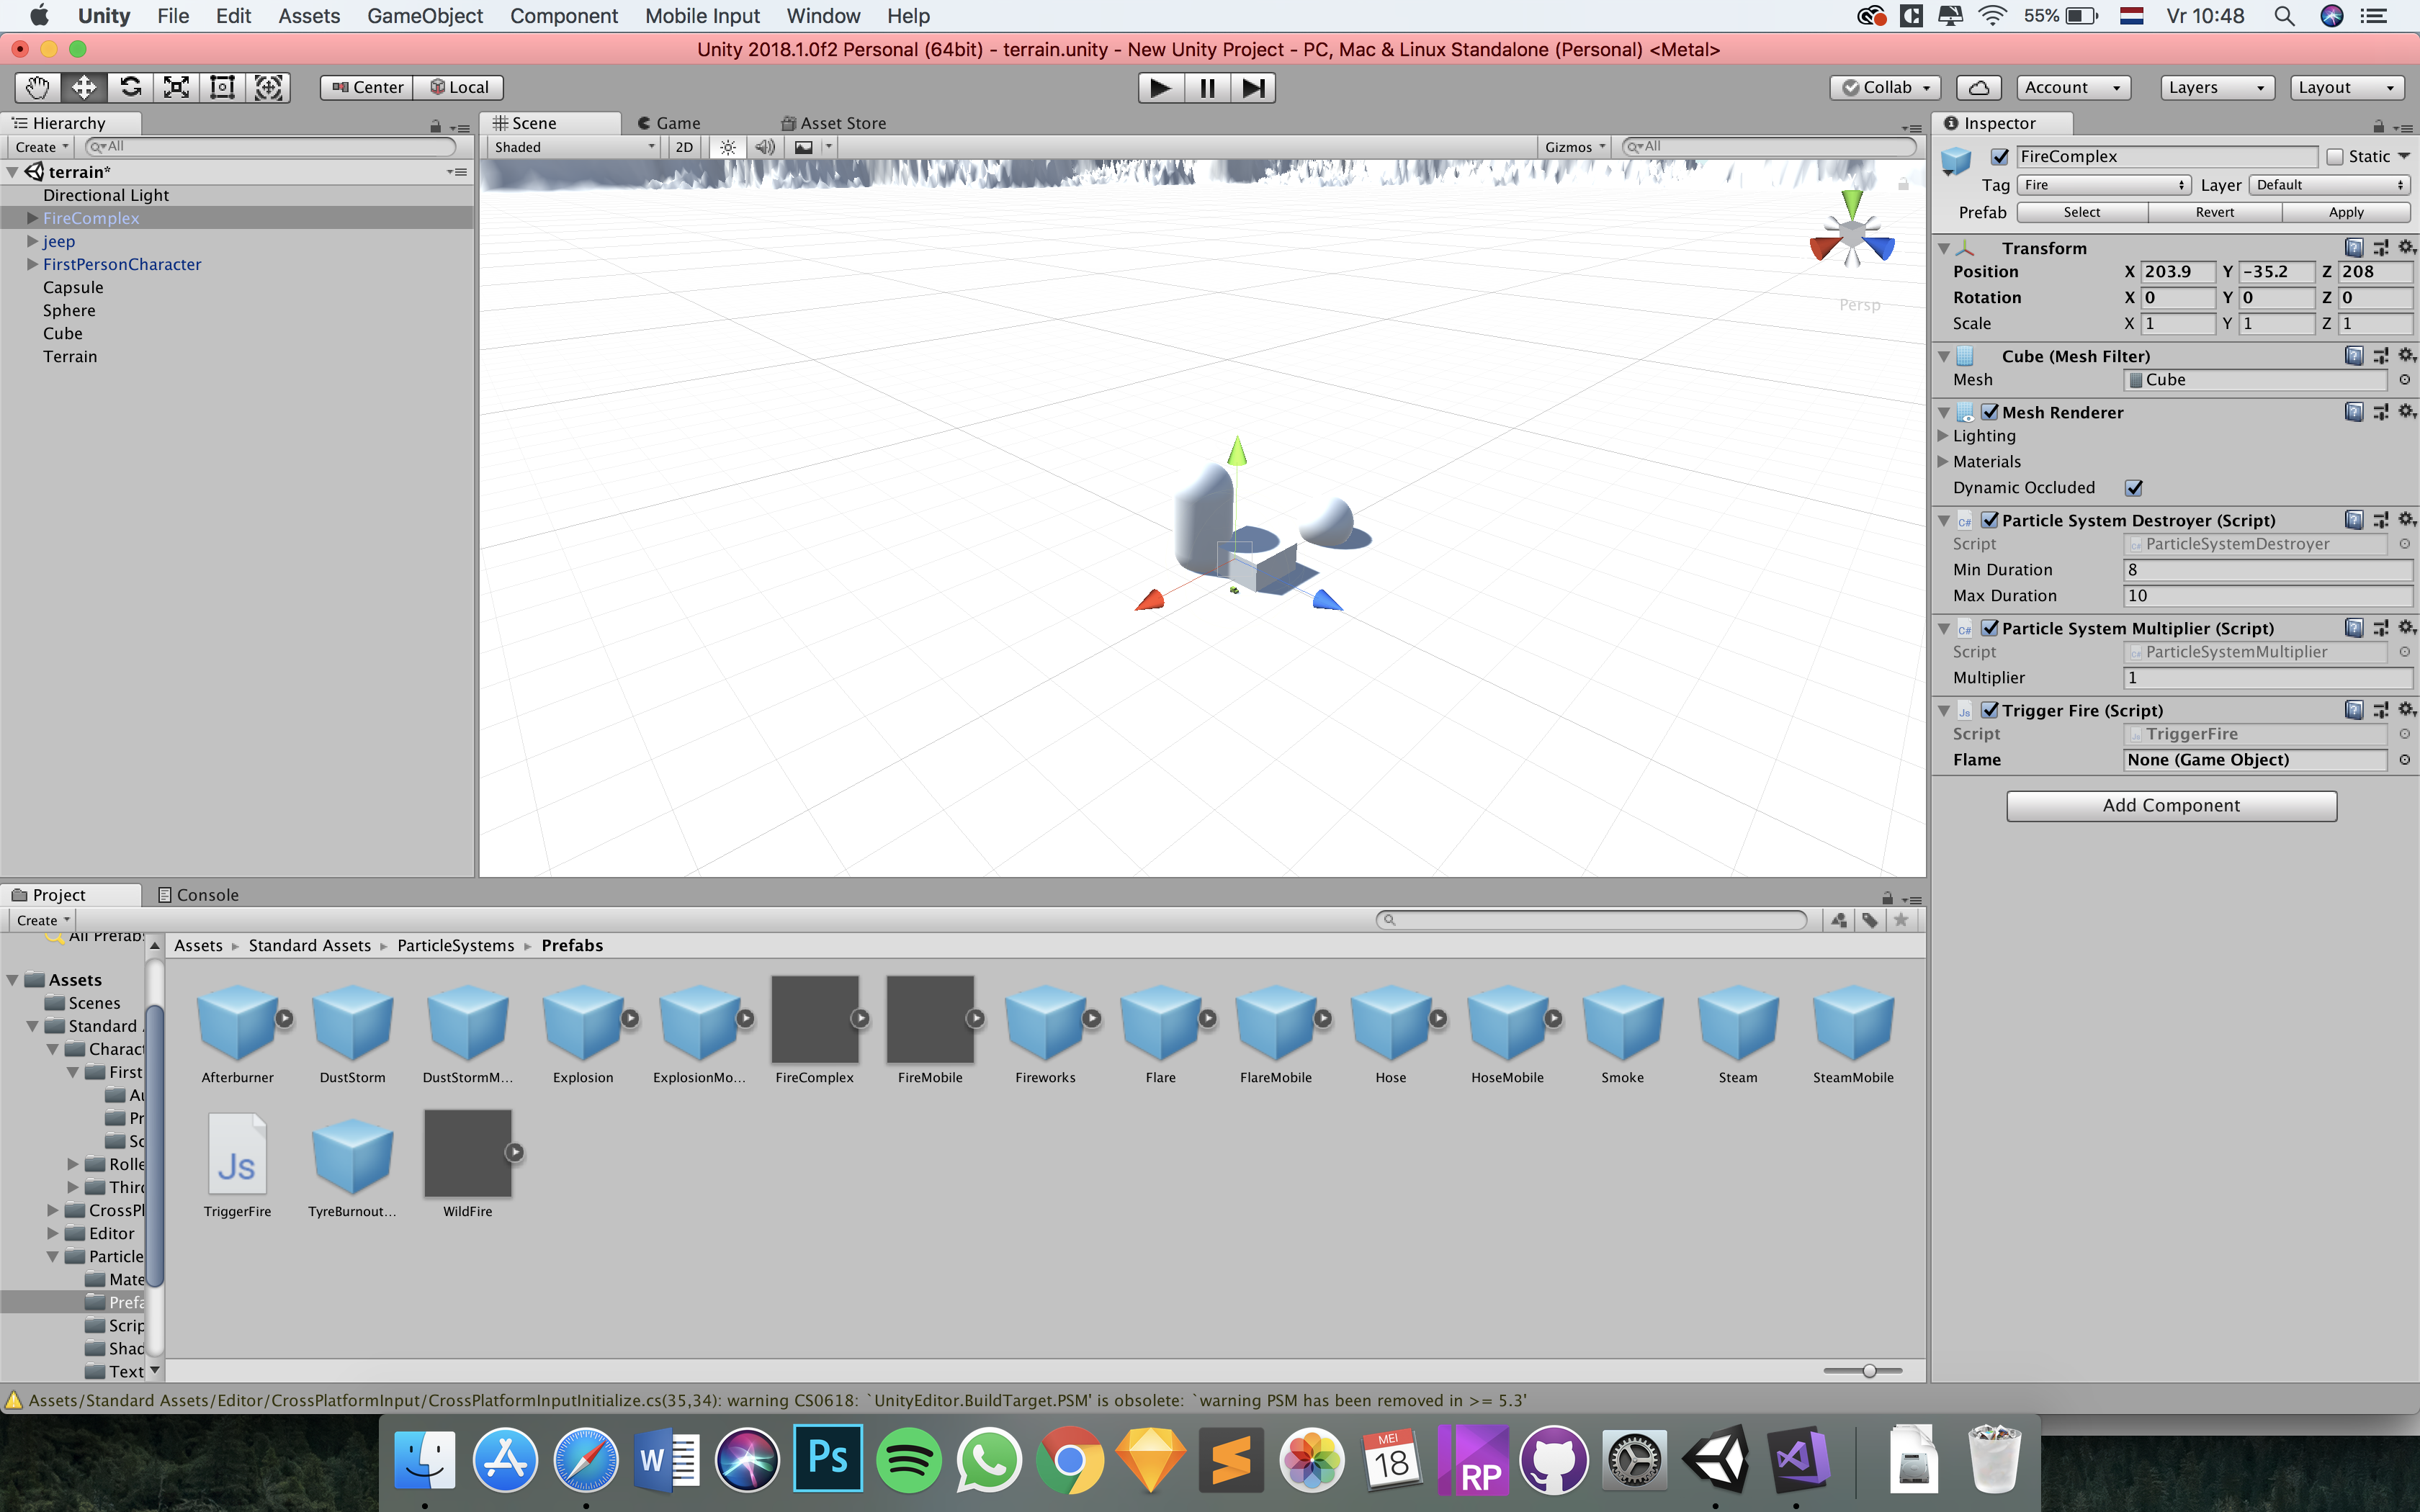 Unity File Edit Assets GameObject Component Mobile Input Window Help 55% Vr 10:48
Unity 2018.1.0f2 Personal (64bit) - terrain.unity - New Unity Project - PC, Mac & Linux Standalone (Personal) <Metal>
Center Local Collab Account Layers Layout
Hierarchy
Create All
terrain*
Directional Light
FireComplex
jeep
FirstPersonCharacter
Capsule
Sphere
Cube
Terrain
Scene Game Asset Store
Shaded 2D Gizmos All
Persp
Inspector
FireComplex Static
Tag Fire Layer Default
Prefab Select Revert Apply
Transform
Position X 203.9 Y -35.2 Z 208
Rotation X 0 Y 0 Z 0
Scale X 1 Y 1 Z 1
Cube (Mesh Filter)
Mesh Cube
Mesh Renderer
Lighting
Materials
Dynamic Occluded
C# Particle System Destroyer (Script)
Script ParticleSystemDestroyer
Min Duration 8
Max Duration 10
C# Particle System Multiplier (Script)
Script ParticleSystemMultiplier
Multiplier 1
Js Trigger Fire (Script)
Script TriggerFire
Flame None (Game Object)
Add Component
Project Console
Create
All Prefab
Assets
Scenes
Standard
Charact
First
Au
Pr
Sc
Rolle
Third
CrossPl
Editor
Particle
Mate
Prefa
Scrip
Shad
Text
Assets Standard Assets ParticleSystems Prefabs
Afterburner DustStorm DustStormM... Explosion ExplosionMo... FireComplex FireMobile Fireworks Flare FlareMobile Hose HoseMobile Smoke Steam SteamMobile
Js
TriggerFire TyreBurnout... WildFire
Assets/Standard Assets/Editor/CrossPlatformInput/CrossPlatformInputInitialize.cs(35,34): warning CS0618: `UnityEditor.BuildTarget.PSM' is obsolete: `warning PSM has been removed in >= 5.3'
W Ps MEI 18 RP